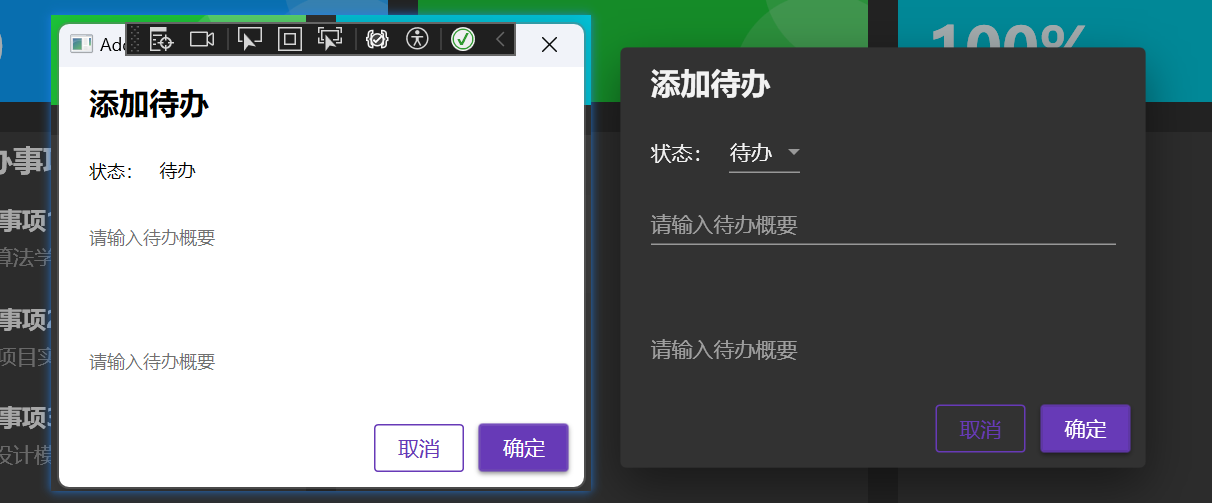 Add
添加待办
状态：
待办
请输入待办概要
请输入待办概要
取消
确定
办事项
事项1
算法学
事项2
项目实
事项3
设计模
100%
添加待办
状态：
待办
请输入待办概要
请输入待办概要
取消
确定